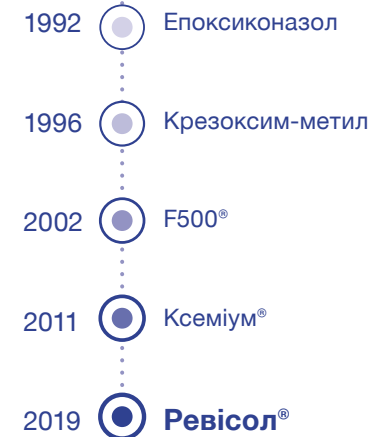 1992 Епоксиконазол
1996 Крезоксим-метил
2002 F500®
2011 Ксеміум®
2019 Ревісол®